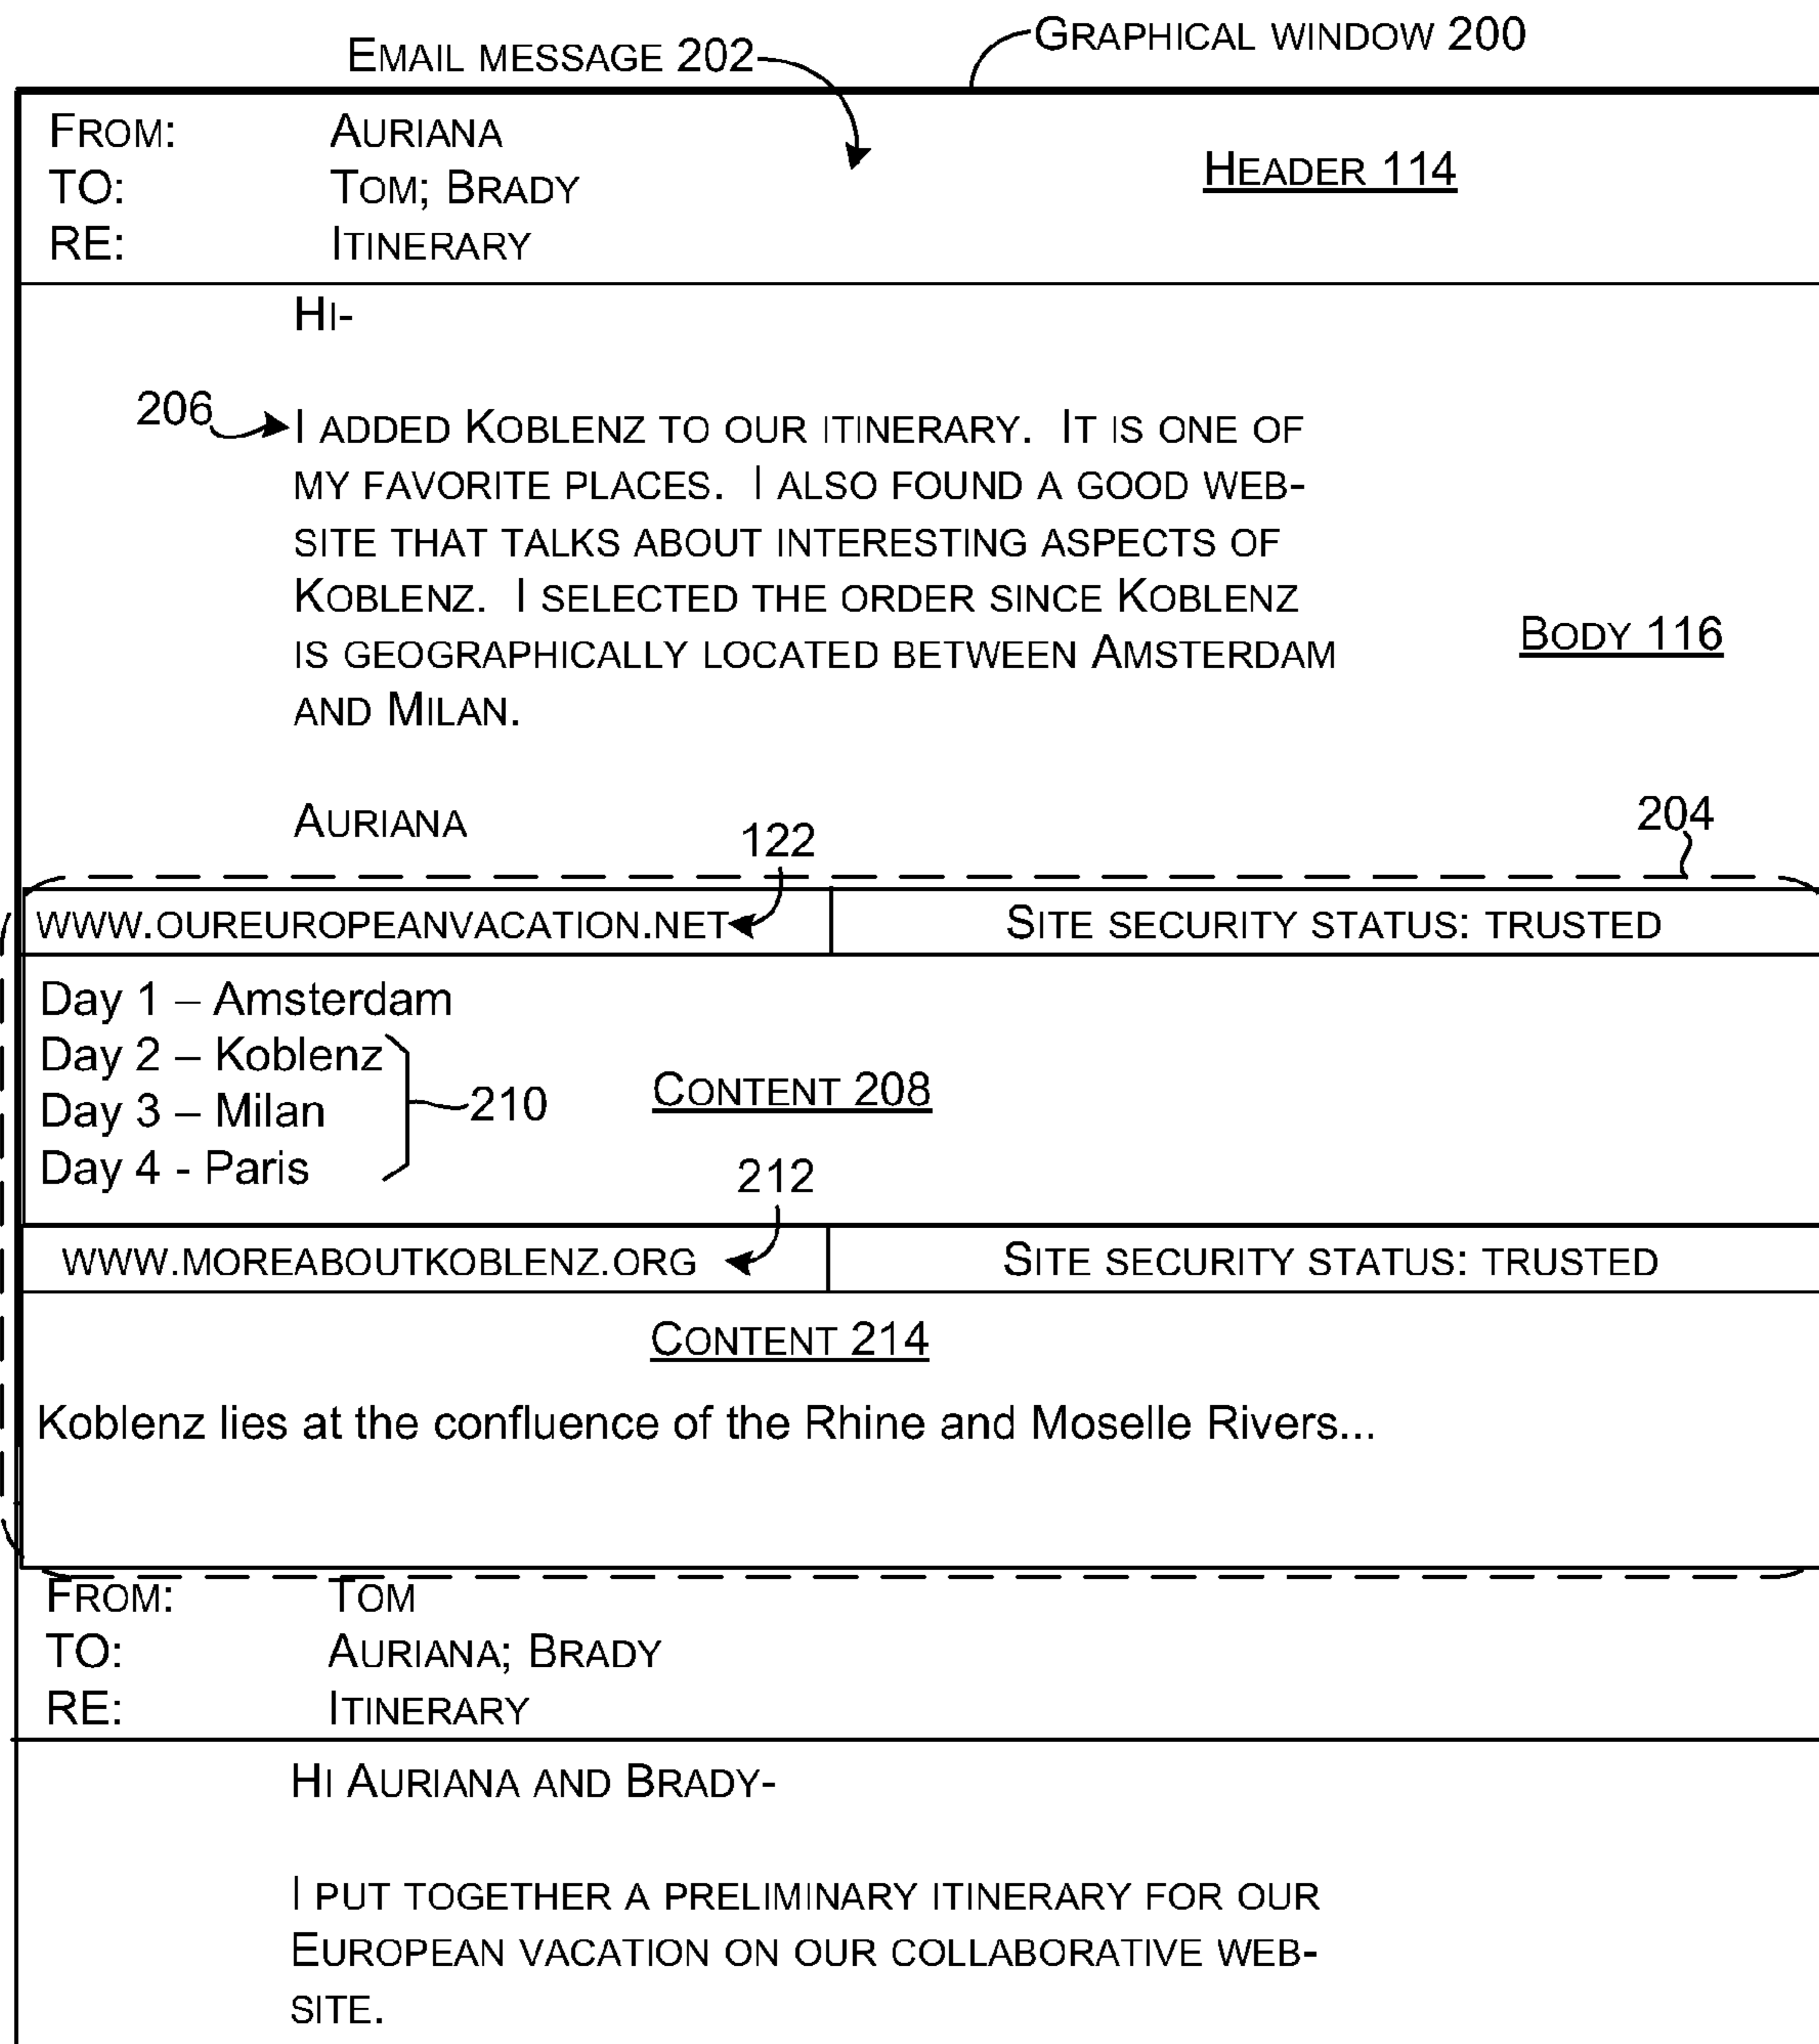 Graphical window 200
Email message 202
From: Auriana
TO: Tom; Brady
RE: Itinerary
Header 114
Hi-
206
I added Koblenz to our itinerary. It is one of
my favorite places. I also found a good web-
site that talks about interesting aspects of
Koblenz. I selected the order since Koblenz
is geographically located between Amsterdam
and Milan.
Body 116
Auriana
122
204
www.oureuropeanvacation.net Site security status: trusted
Day 1 – Amsterdam
Day 2 – Koblenz
Day 3 – Milan
Day 4 - Paris
210
Content 208
212
www.moreaboutkoblenz.org Site security status: trusted
Content 214
Koblenz lies at the confluence of the Rhine and Moselle Rivers...
From: Tom
TO: Auriana; Brady
RE: Itinerary
Hi Auriana and Brady-
I put together a preliminary itinerary for our
European vacation on our collaborative web-
site.